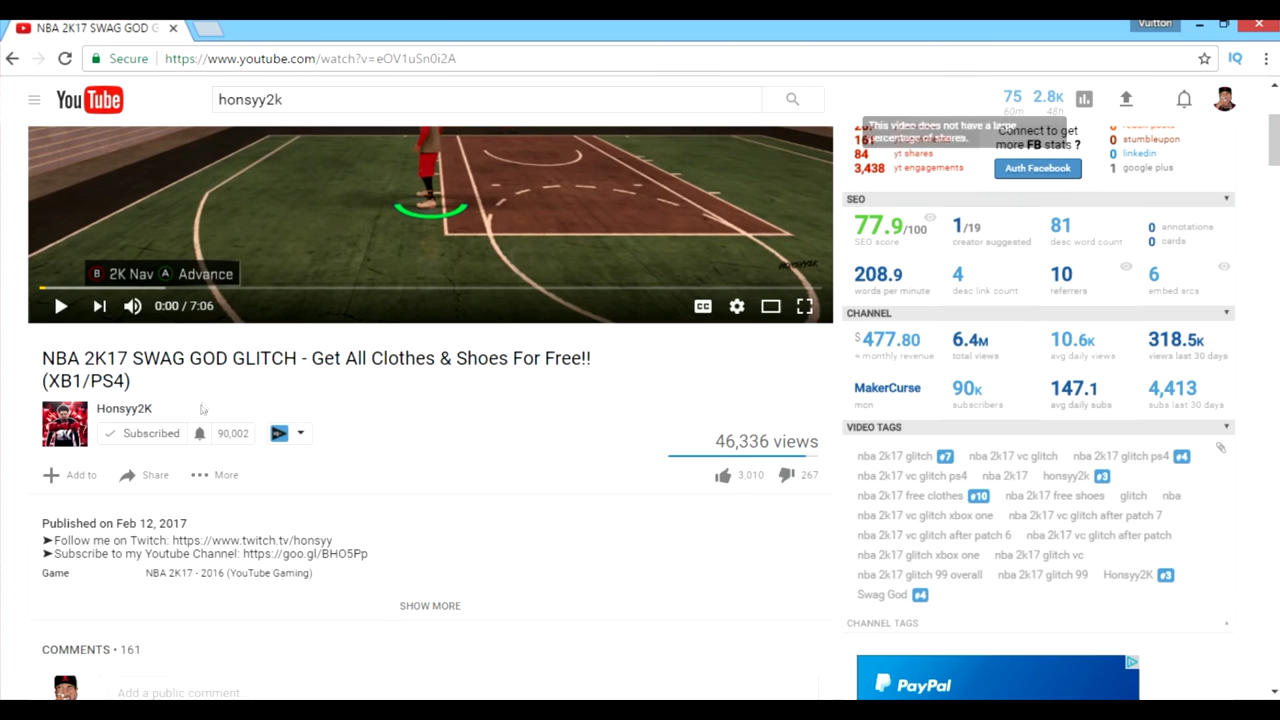 NBA 2K17 SWAG GOD G
Vuitton
Secure https://www.youtube.com/watch?v=eOV1uSn0i2A
IQ
YouTube
honsyy2k
75 2.8K
60m 48h
This video does not have a large
percentage of shares.
Connect to get
more FB stats ?
Auth Facebook
161
84 yt shares
3,438 yt engagements
0 stumbleupon
0 linkedin
1 google plus
SEO
77.9/100
SEO score
1/19
creator suggested
81
desc word count
0 annotations
0 cards
208.9
words per minute
4
desc link count
10
referrers
6
embed srcs
CHANNEL
$477.80
≈ monthly revenue
6.4M
total views
10.6K
avg daily views
318.5K
views last 30 days
MakerCurse
mcn
90K
subscribers
147.1
avg daily subs
4,413
subs last 30 days
VIDEO TAGS
nba 2k17 glitch #7 nba 2k17 vc glitch nba 2k17 glitch ps4 #4
nba 2k17 vc glitch ps4 nba 2k17 honsyy2k #3
nba 2k17 free clothes #10 nba 2k17 free shoes glitch nba
nba 2k17 vc glitch xbox one nba 2k17 vc glitch after patch 7
nba 2k17 vc glitch after patch 6 nba 2k17 vc glitch after patch
nba 2k17 glitch xbox one nba 2k17 glitch vc
nba 2k17 glitch 99 overall nba 2k17 glitch 99 Honsyy2K #3
Swag God #4
CHANNEL TAGS
PayPal
HONSYY2K
B 2K Nav A Advance
0:00 / 7:06
CC
NBA 2K17 SWAG GOD GLITCH - Get All Clothes & Shoes For Free!!
(XB1/PS4)
Honsyy2K
Subscribed 90,002
46,336 views
Add to Share More
3,010 267
Published on Feb 12, 2017
➤Follow me on Twitch: https://www.twitch.tv/honsyy
➤Subscribe to my Youtube Channel: https://goo.gl/BHO5Pp
Game NBA 2K17 - 2016 (YouTube Gaming)
SHOW MORE
COMMENTS • 161
Add a public comment